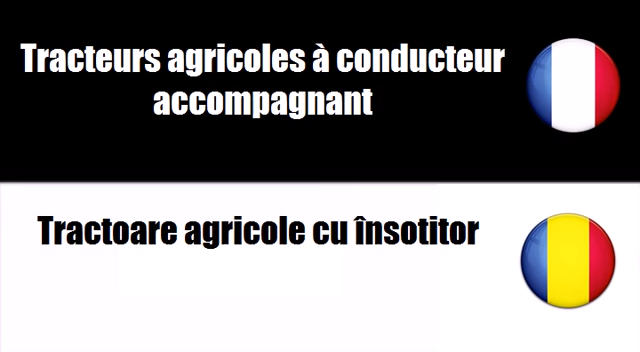 Tracteurs agricoles à conducteur
accompagnant
Tractoare agricole cu însotitor